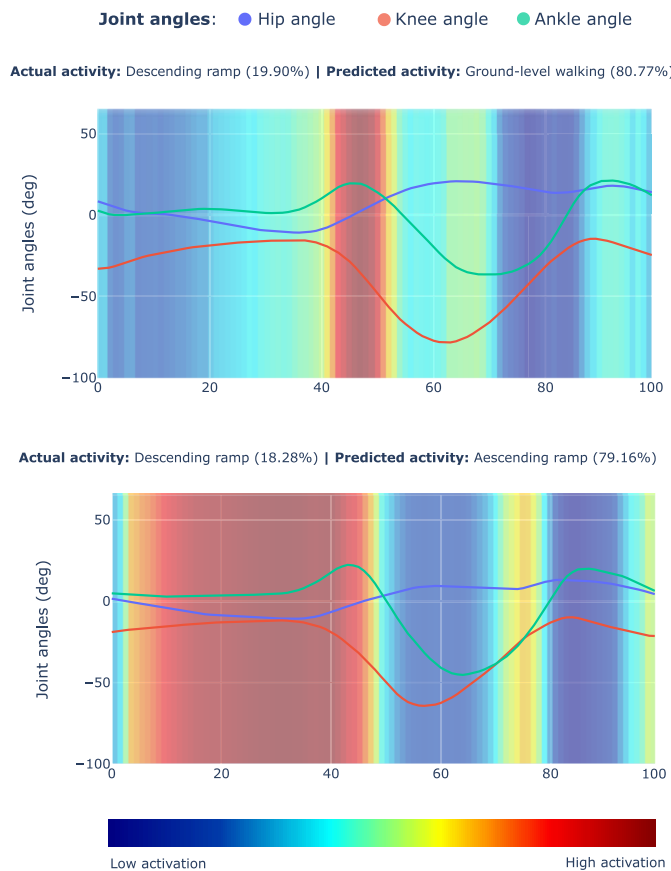 Joint angles: Hip angle Knee angle Ankle angle
Actual activity: Descending ramp (19.90%) | Predicted activity: Ground-level walking (80.77%)
50
0
−50
−100
Joint angles (deg)
0 20 40 60 80 100
Actual activity: Descending ramp (18.28%) | Predicted activity: Aescending ramp (79.16%)
50
0
−50
−100
Joint angles (deg)
0 20 40 60 80 100
Low activation High activation